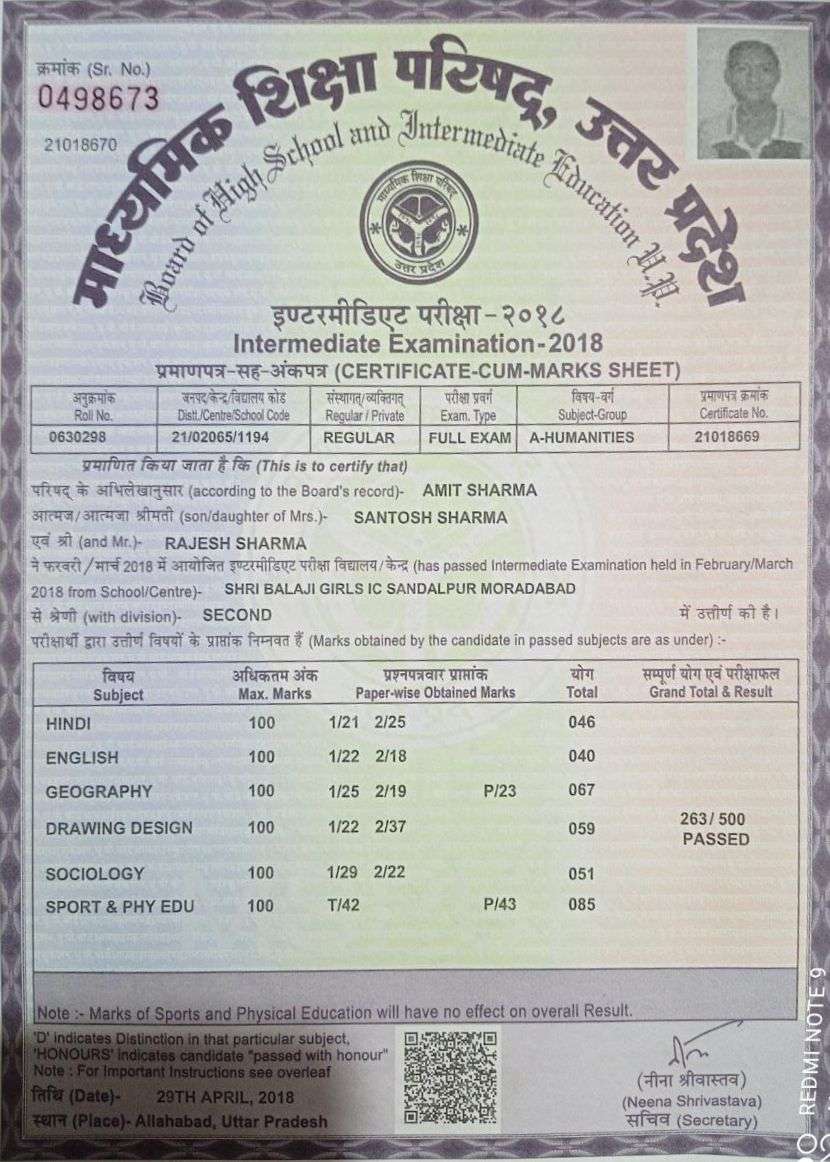 क्रमांक (Sr. No.)
0498673
21018670
माध्यमिक शिक्षा परिषद्, उत्तर प्रदेश
Board of High School and Intermediate Education U.P.
माध्यमिक शिक्षा परिषद्
उत्तर प्रदेश
इण्टरमीडिएट परीक्षा - २०१८
Intermediate Examination - 2018
प्रमाणपत्र-सह-अंकपत्र (CERTIFICATE-CUM-MARKS SHEET)
अनुक्रमांक जनपद/केन्द्र/विद्यालय कोड संस्थागत/व्यक्तिगत् परीक्षा प्रवर्ग विषय-वर्ग प्रमाणपत्र क्रमांक
Roll No. Distt./Centre/School Code Regular / Private Exam. Type Subject-Group Certificate No.
0630298 21/02065/1194 REGULAR FULL EXAM A-HUMANITIES 21018669
प्रमाणित किया जाता है कि (This is to certify that)
परिषद् के अभिलेखानुसार (according to the Board's record)- AMIT SHARMA
आत्मज/आत्मजा श्रीमती (son/daughter of Mrs.)- SANTOSH SHARMA
एवं श्री (and Mr.)- RAJESH SHARMA
ने फरवरी/मार्च 2018 में आयोजित इण्टरमीडिएट परीक्षा विद्यालय/केन्द्र (has passed Intermediate Examination held in February/March
2018 from School/Centre)- SHRI BALAJI GIRLS IC SANDALPUR MORADABAD
से श्रेणी (with division)- SECOND में उत्तीर्ण की है।
परीक्षार्थी द्वारा उत्तीर्ण विषयों के प्राप्तांक निम्नवत हैं (Marks obtained by the candidate in passed subjects are as under) :-
विषय अधिकतम अंक प्रश्नपत्रवार प्राप्तांक योग सम्पूर्ण योग एवं परीक्षाफल
Subject Max. Marks Paper-wise Obtained Marks Total Grand Total & Result
HINDI 100 1/21 2/25 046
ENGLISH 100 1/22 2/18 040
GEOGRAPHY 100 1/25 2/19 P/23 067
DRAWING DESIGN 100 1/22 2/37 059 263/ 500
PASSED
SOCIOLOGY 100 1/29 2/22 051
SPORT & PHY EDU 100 T/42 P/43 085
Note :- Marks of Sports and Physical Education will have no effect on overall Result.
'D' indicates Distinction in that particular subject,
'HONOURS' indicates candidate "passed with honour"
Note : For Important Instructions see overleaf
तिथि (Date)- 29TH APRIL, 2018
स्थान (Place)- Allahabad, Uttar Pradesh
(नीना श्रीवास्तव)
(Neena Shrivastava)
सचिव (Secretary)
REDMI NOTE 9